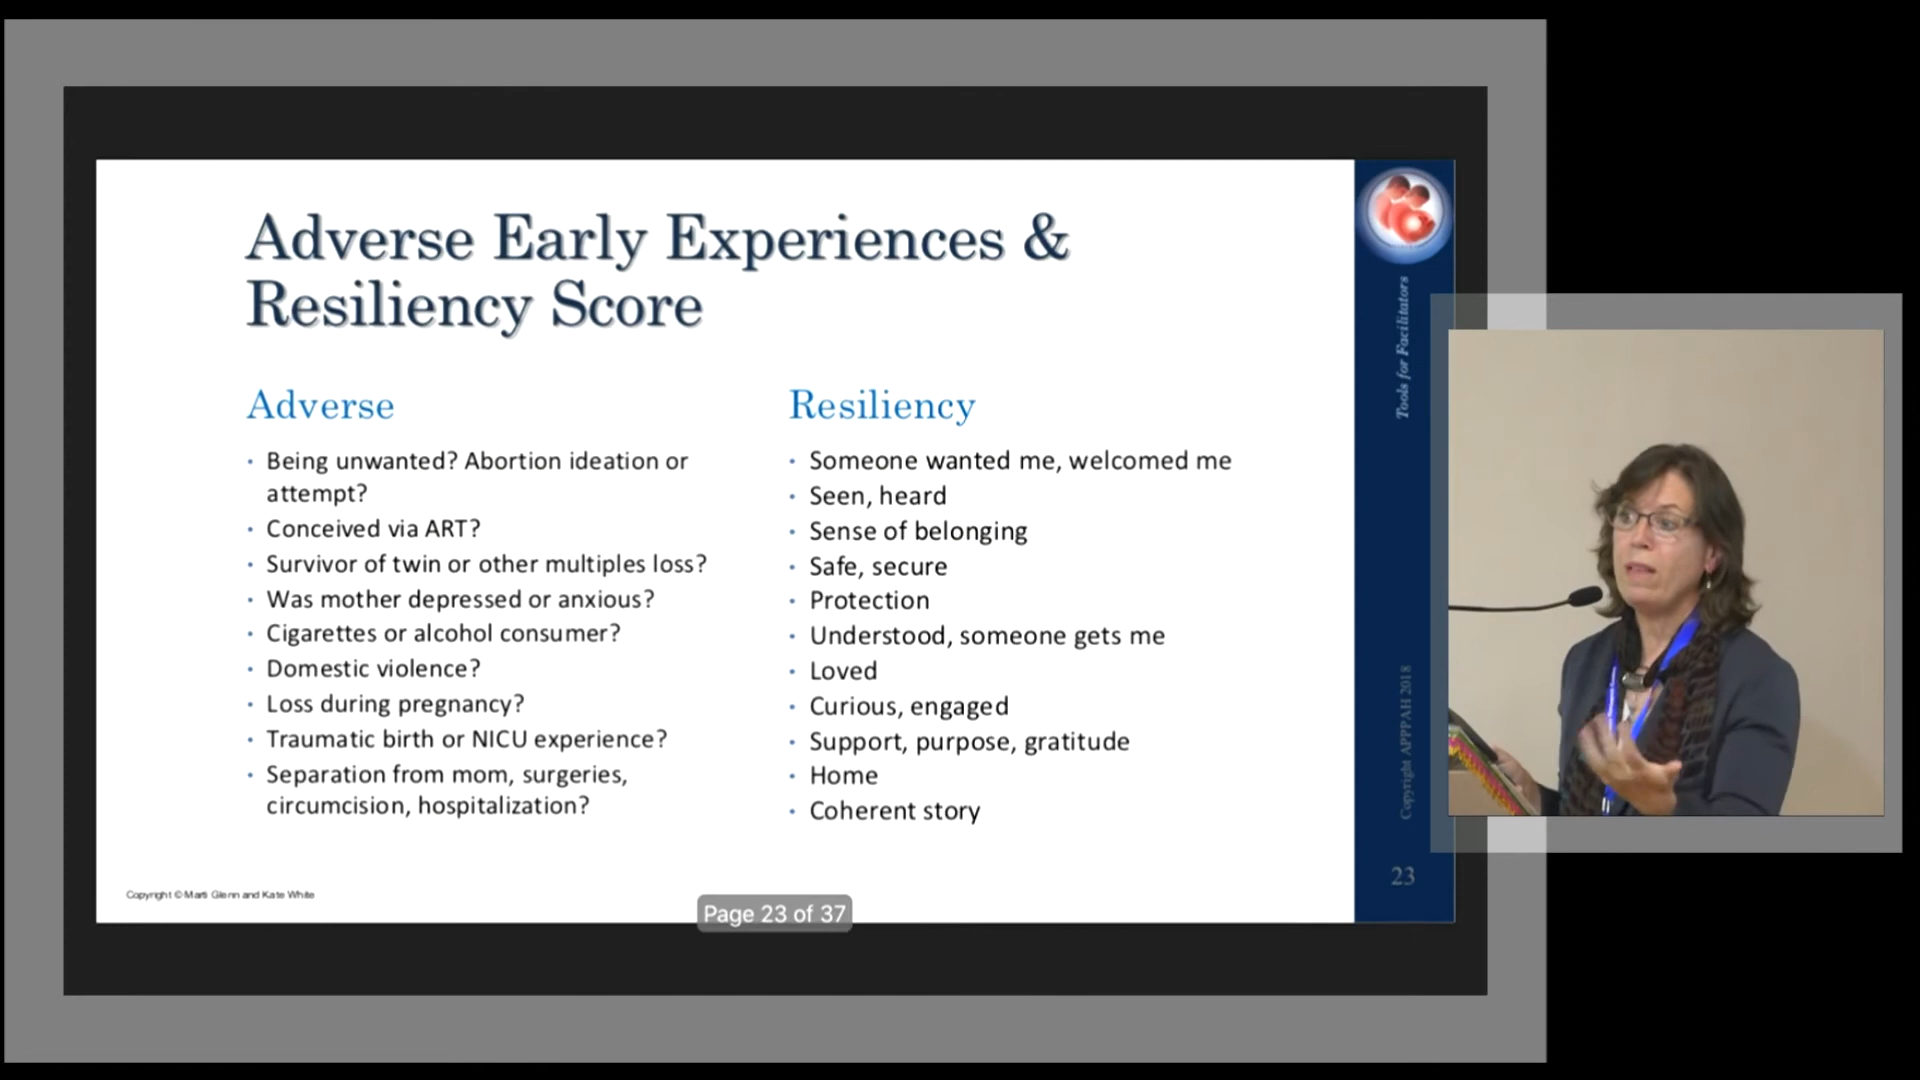 Adverse Early Experiences &
Resiliency Score
Adverse
• Being unwanted? Abortion ideation or
attempt?
• Conceived via ART?
• Survivor of twin or other multiples loss?
• Was mother depressed or anxious?
• Cigarettes or alcohol consumer?
• Domestic violence?
• Loss during pregnancy?
• Traumatic birth or NICU experience?
• Separation from mom, surgeries,
circumcision, hospitalization?
Resiliency
• Someone wanted me, welcomed me
• Seen, heard
• Sense of belonging
• Safe, secure
• Protection
• Understood, someone gets me
• Loved
• Curious, engaged
• Support, purpose, gratitude
• Home
• Coherent story
Tools for Facilitators
Copyright APPPAH 2018
23
Copyright © Marti Glenn and Kate White
Page 23 of 37